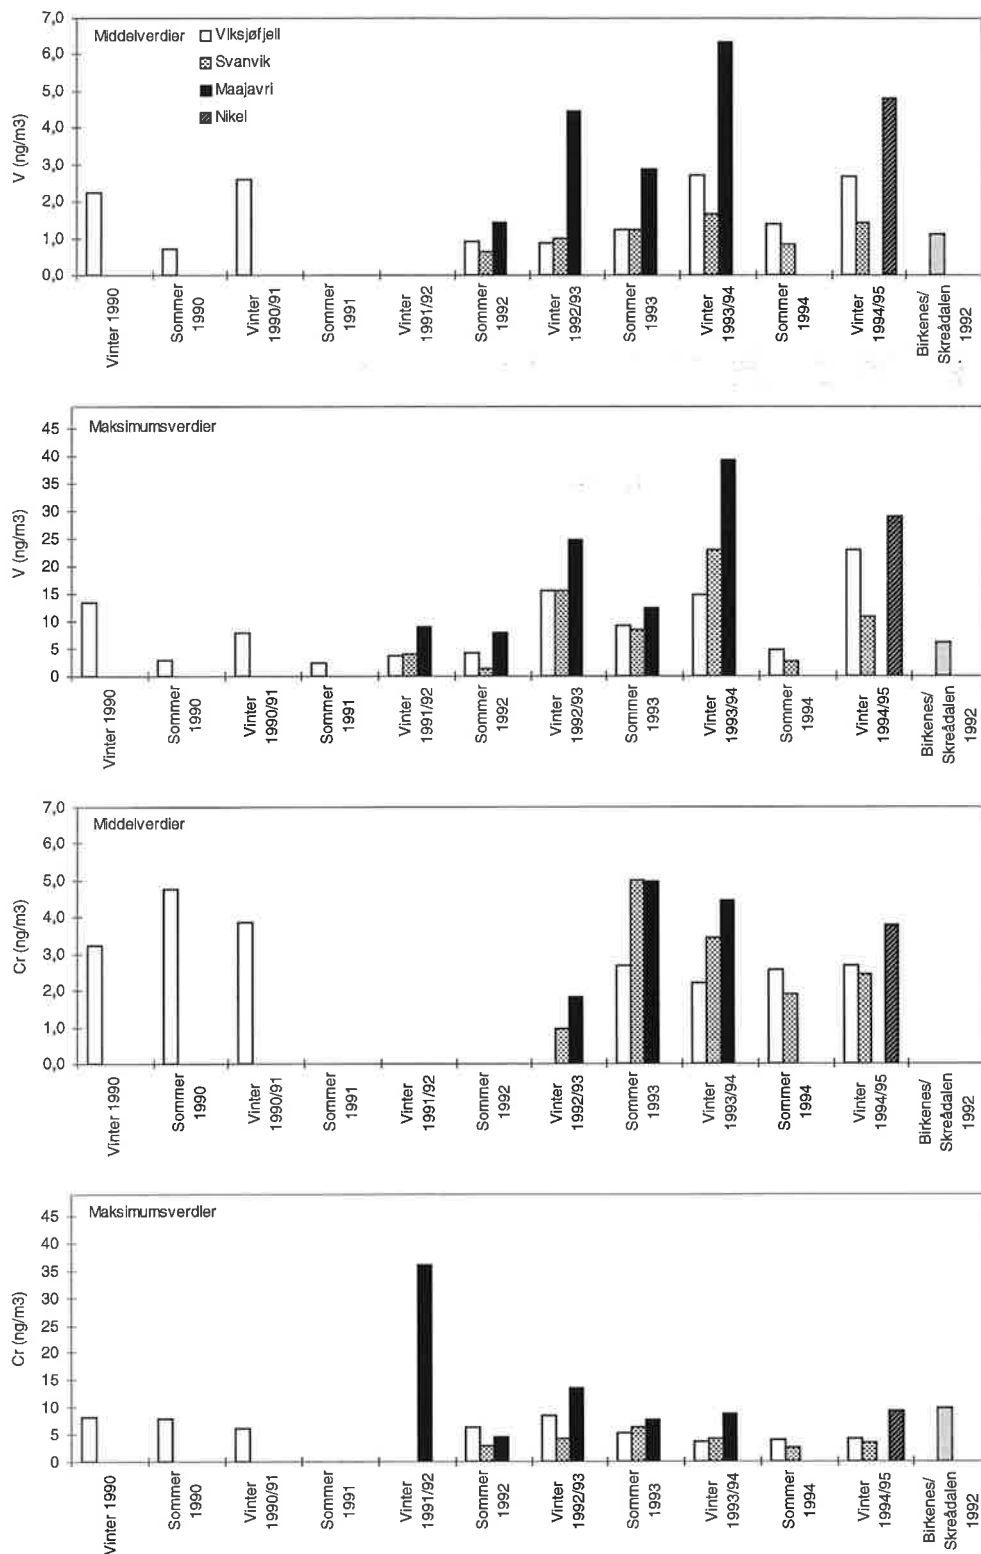 7,0
Middelverdier
Viksjøfjell
Svanvik
Maajavri
Nikel
6,0
5,0
4,0
3,0
2,0
1,0
0,0
V (ng/m3)
Vinter 1990
Sommer
1990
Vinter
1990/91
Sommer
1991
Vinter
1991/92
Sommer
1992
Vinter
1992/93
Sommer
1993
Vinter
1993/94
Sommer
1994
Vinter
1994/95
Birkenes/
Skreådalen
1992
Maksimumsverdier
45
40
35
30
25
20
15
10
5
0
V (ng/m3)
Vinter 1990
Sommer
1990
Vinter
1990/91
Sommer
1991
Vinter
1991/92
Sommer
1992
Vinter
1992/93
Sommer
1993
Vinter
1993/94
Sommer
1994
Vinter
1994/95
Birkenes/
Skreådalen
1992
7,0
Middelverdier
6,0
5,0
4,0
3,0
2,0
1,0
0,0
Cr (ng/m3)
Vinter 1990
Sommer
1990
Vinter
1990/91
Sommer
1991
Vinter
1991/92
Sommer
1992
Vinter
1992/93
Sommer
1993
Vinter
1993/94
Sommer
1994
Vinter
1994/95
Birkenes/
Skreådalen
1992
Maksimumsverdier
45
40
35
30
25
20
15
10
5
0
Cr (ng/m3)
Vinter 1990
Sommer
1990
Vinter
1990/91
Sommer
1991
Vinter
1991/92
Sommer
1992
Vinter
1992/93
Sommer
1993
Vinter
1993/94
Sommer
1994
Vinter
1994/95
Birkenes/
Skreådalen
1992